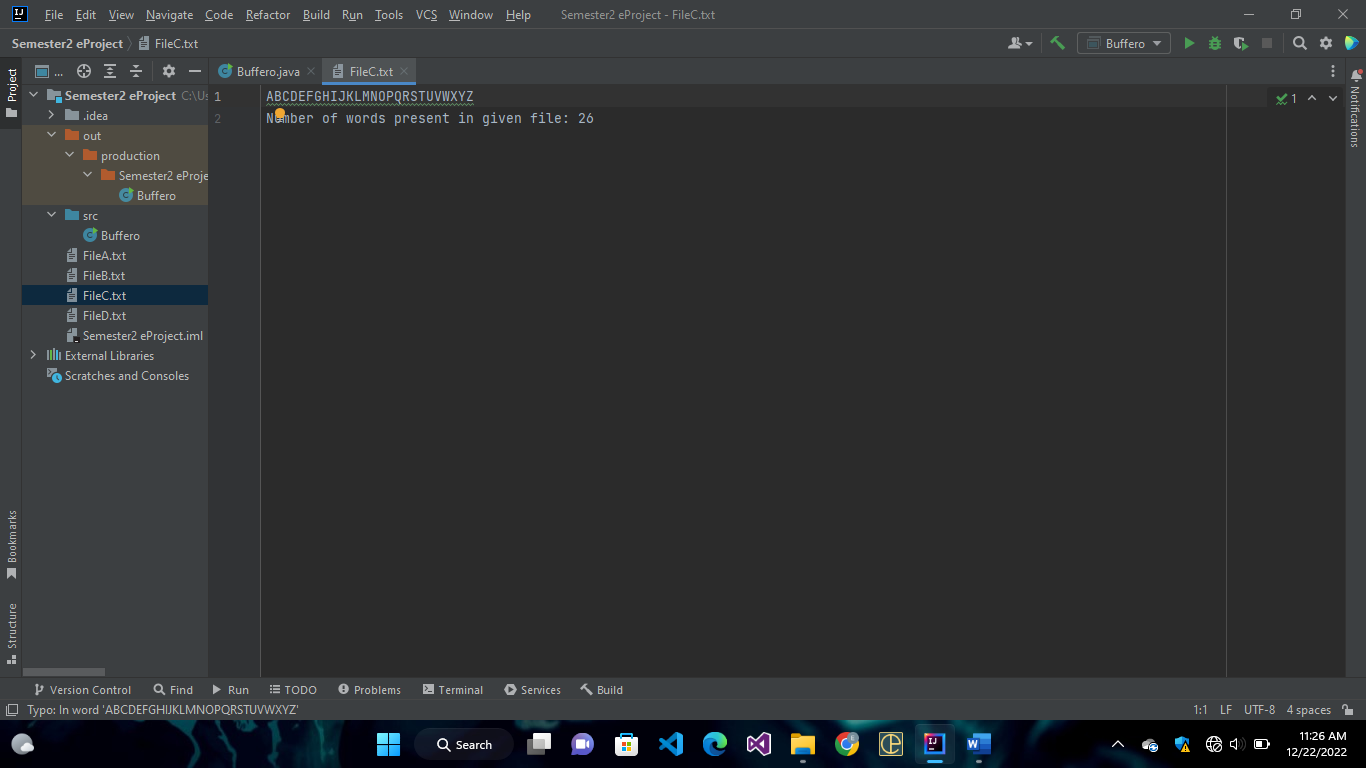 File Edit View Navigate Code Refactor Build Run Tools VCS Window Help Semester2 eProject - FileC.txt
Semester2 eProject FileC.txt Buffero
Project
... Buffero.java FileC.txt
Semester2 eProject C:\Us
.idea
out
production
Semester2 eProje
Buffero
src
Buffero
FileA.txt
FileB.txt
FileC.txt
FileD.txt
Semester2 eProject.iml
External Libraries
Scratches and Consoles
1 ABCDEFGHIJKLMNOPQRSTUVWXYZ
2 Number of words present in given file: 26
1
Notifications
Bookmarks
Structure
Version Control Find Run TODO Problems Terminal Services Build
Typo: In word 'ABCDEFGHIJKLMNOPQRSTUVWXYZ' 1:1 LF UTF-8 4 spaces
Search
11:26 AM
12/22/2022